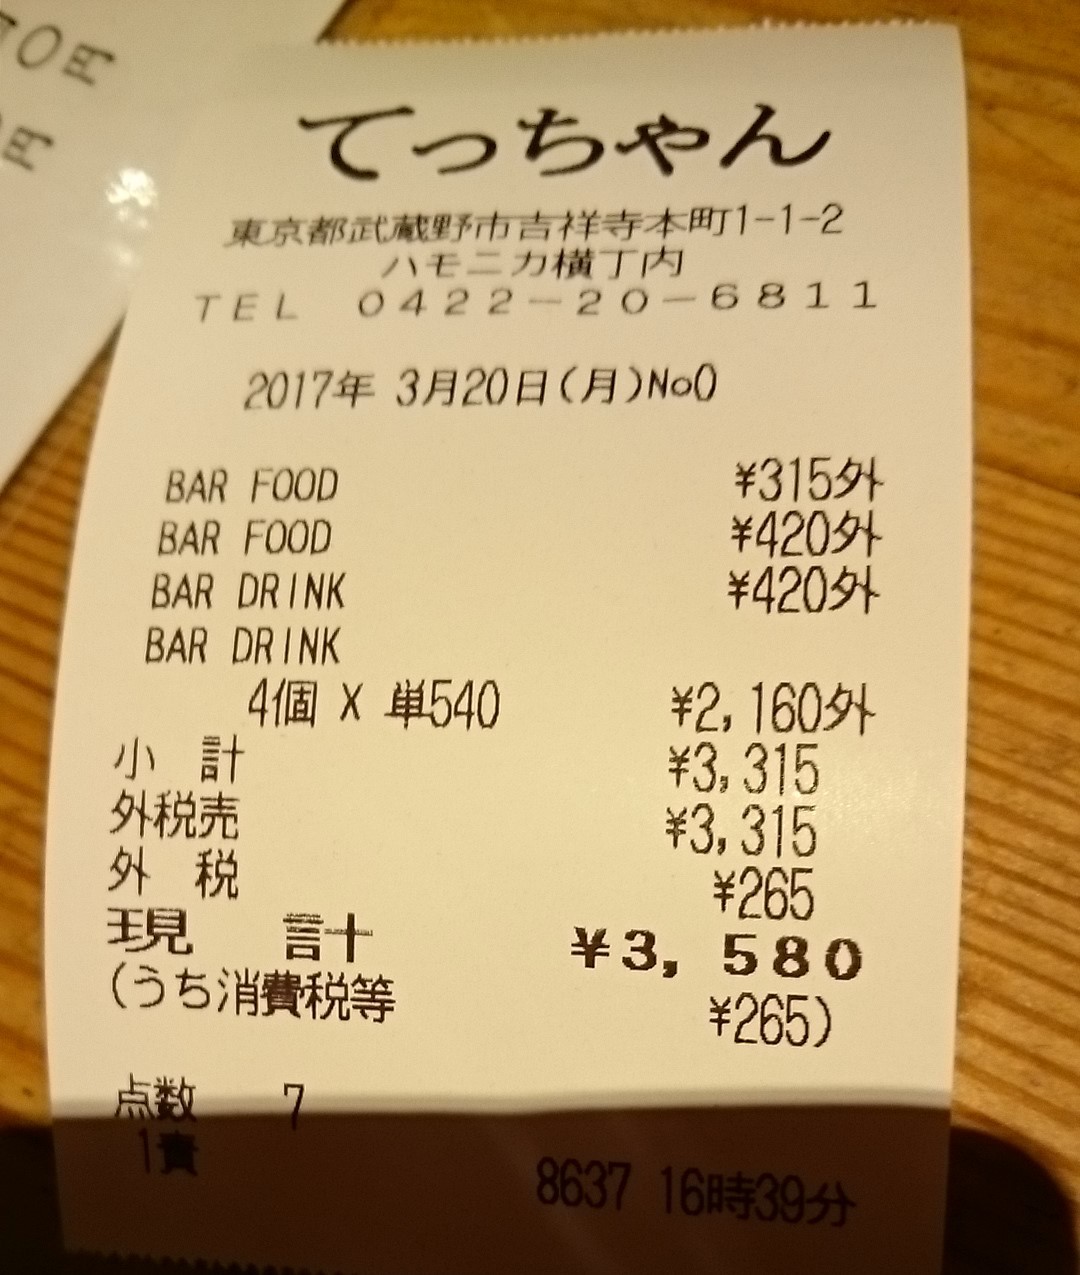 0円
円
てっちゃん
東京都武蔵野市吉祥寺本町1-1-2
ハモニカ横丁内
TEL 0422-20-6811
2017年 3月20日(月)No0
BAR FOOD ¥315外
BAR FOOD ¥420外
BAR DRINK ¥420外
BAR DRINK
4個 X 単540 ¥2,160外
小 計 ¥3,315
外税売 ¥3,315
外 税 ¥265
現 計 ¥3,580
(うち消費税等 ¥265)
点数 7
1責
8637 16時39分